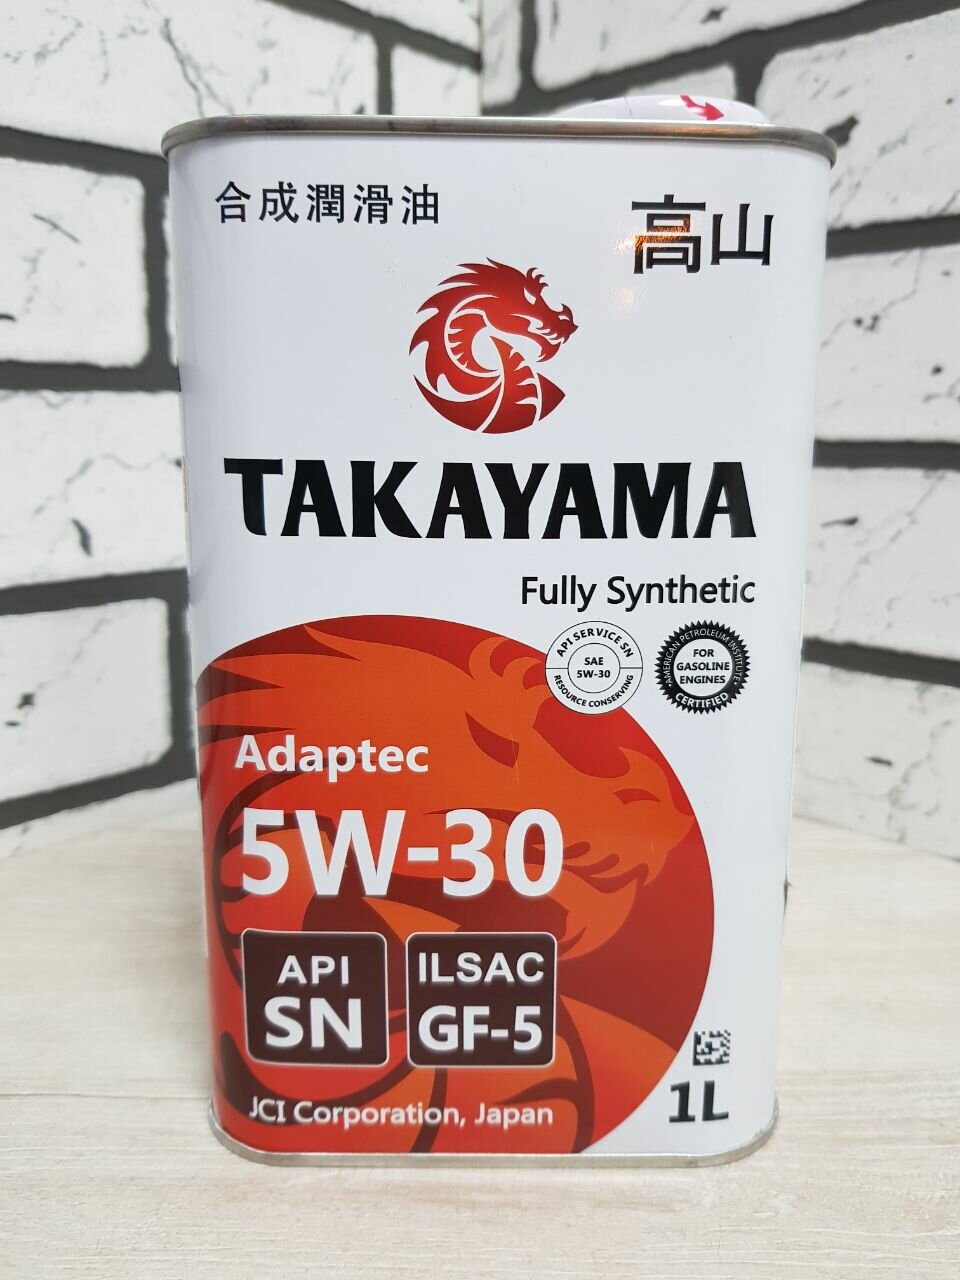 合成潤滑油
高山
TAKAYAMA
Fully Synthetic
API SERVICE SN
SAE
5W-30
RESOURCE CONSERVING
AMERICAN PETROLEUM INSTITUTE
FOR
GASOLINE
ENGINES
CERTIFIED
Adaptec
5W-30
API
SN
ILSAC
GF-5
JCI Corporation, Japan
1L